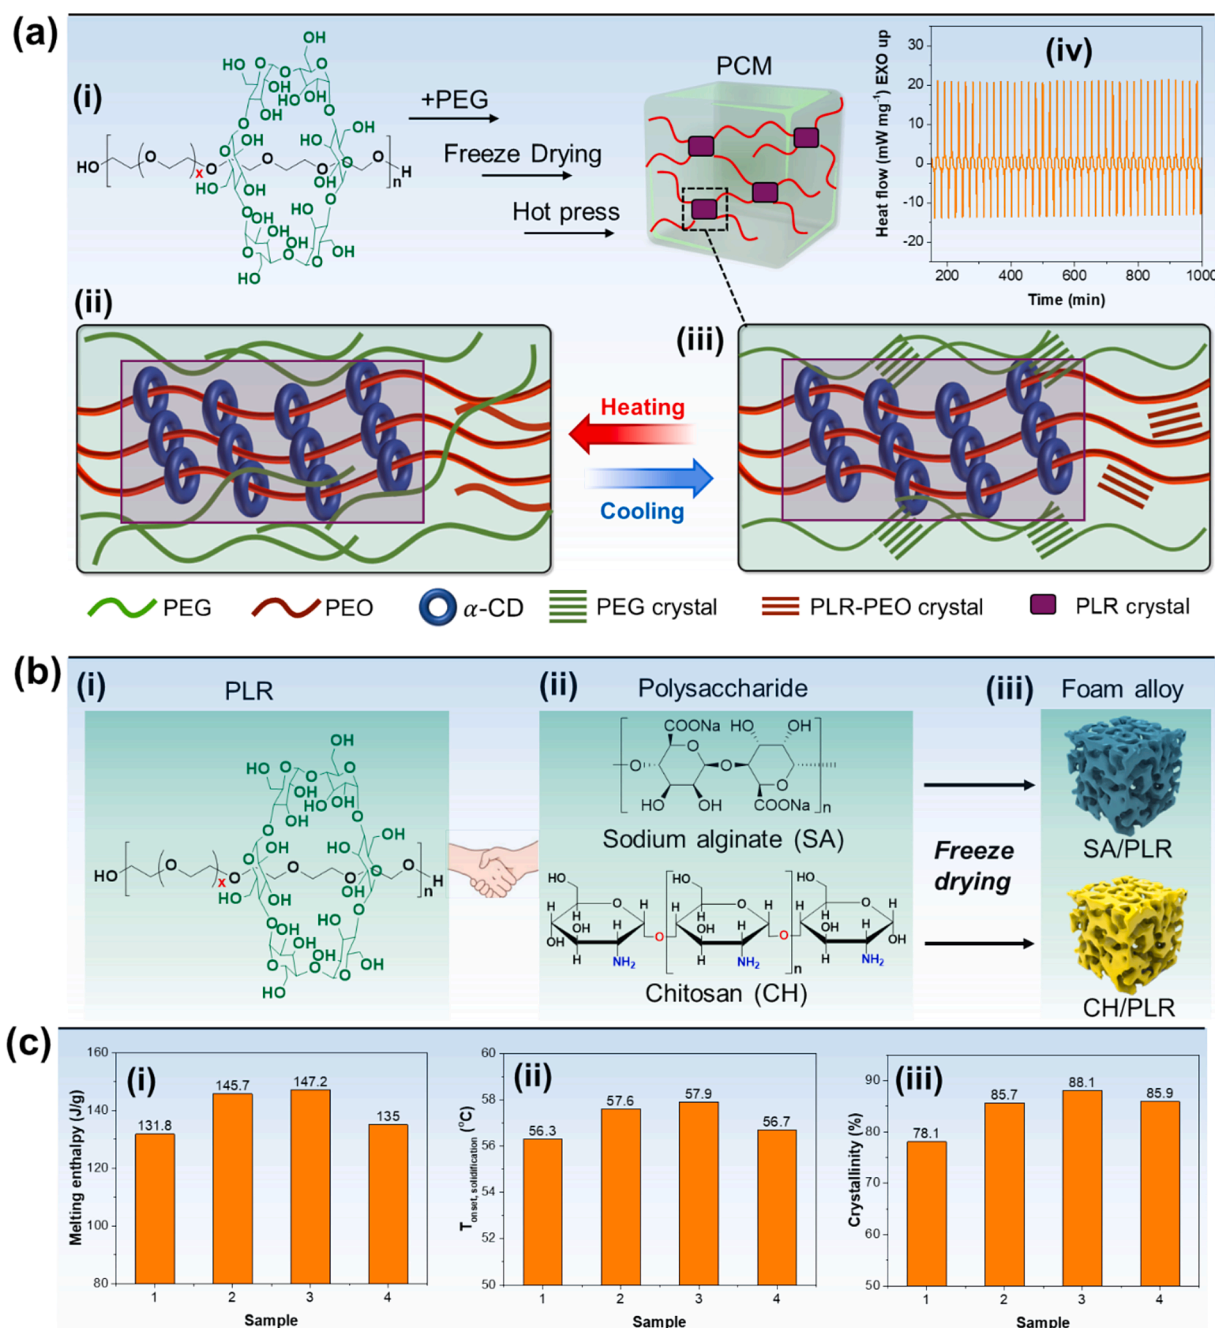 (a)
(i)
+PEG
Freeze Drying
Hot press
PCM
(iv)
Heat flow (mW mg⁻¹) EXO up
30
20
10
0
-10
-20
200 400 600 800 1000
Time (min)
(ii)
(iii)
Heating
Cooling
PEG
PEO
α-CD
PEG crystal
PLR-PEO crystal
PLR crystal
(b)
(i)
PLR
(ii)
Polysaccharide
COONa HO OH
HO OH COONa
Sodium alginate (SA)
Chitosan (CH)
Freeze
drying
(iii)
Foam alloy
SA/PLR
CH/PLR
(c)
(i)
Melting enthalpy (J/g)
160
140
120
100
80
131.8
145.7
147.2
135
1 2 3 4
Sample
(ii)
T onset, solidification (°C)
60
58
56
54
52
50
56.3
57.6
57.9
56.7
1 2 3 4
Sample
(iii)
Crystallinity (%)
90
80
70
60
50
78.1
85.7
88.1
85.9
1 2 3 4
Sample